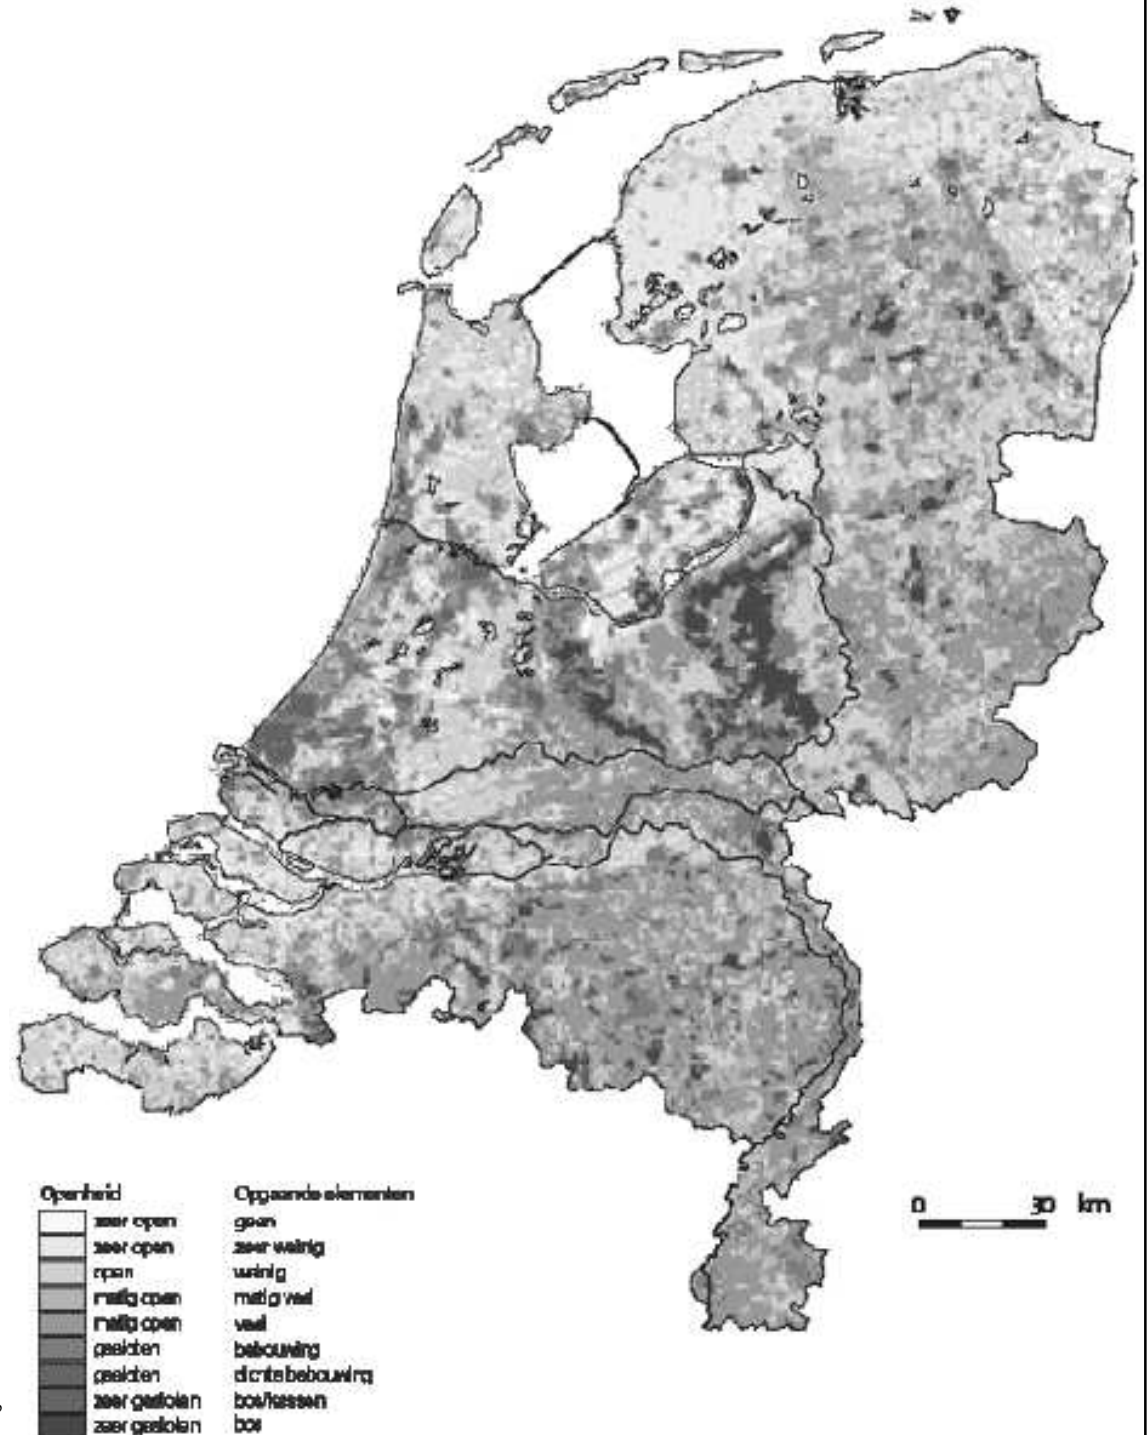 Openheid Opgaande elementen
zeer open geen
zeer open zeer weinig
open weinig
matig open matig veel
matig open veel
gesloten bebouwing
gesloten dichte bebouwing
zeer gesloten bos/kassen
zeer gesloten bos
0 30 km